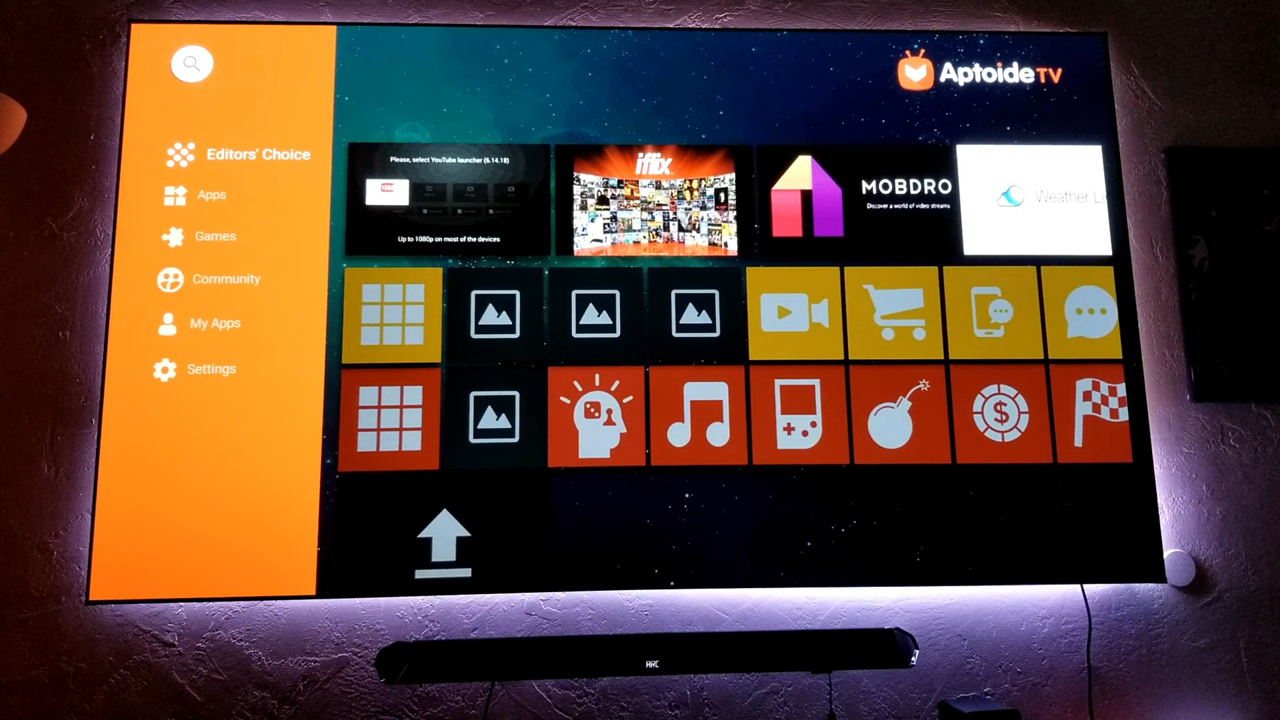 AptoideTV
Editors' Choice
Apps
Games
Community
My Apps
Settings
Please, select YouTube launcher (6.14.18)
Up to 1080p on most of the devices
iflix
MOBDRO
Discover a world of video streams
Weather Li
ARC